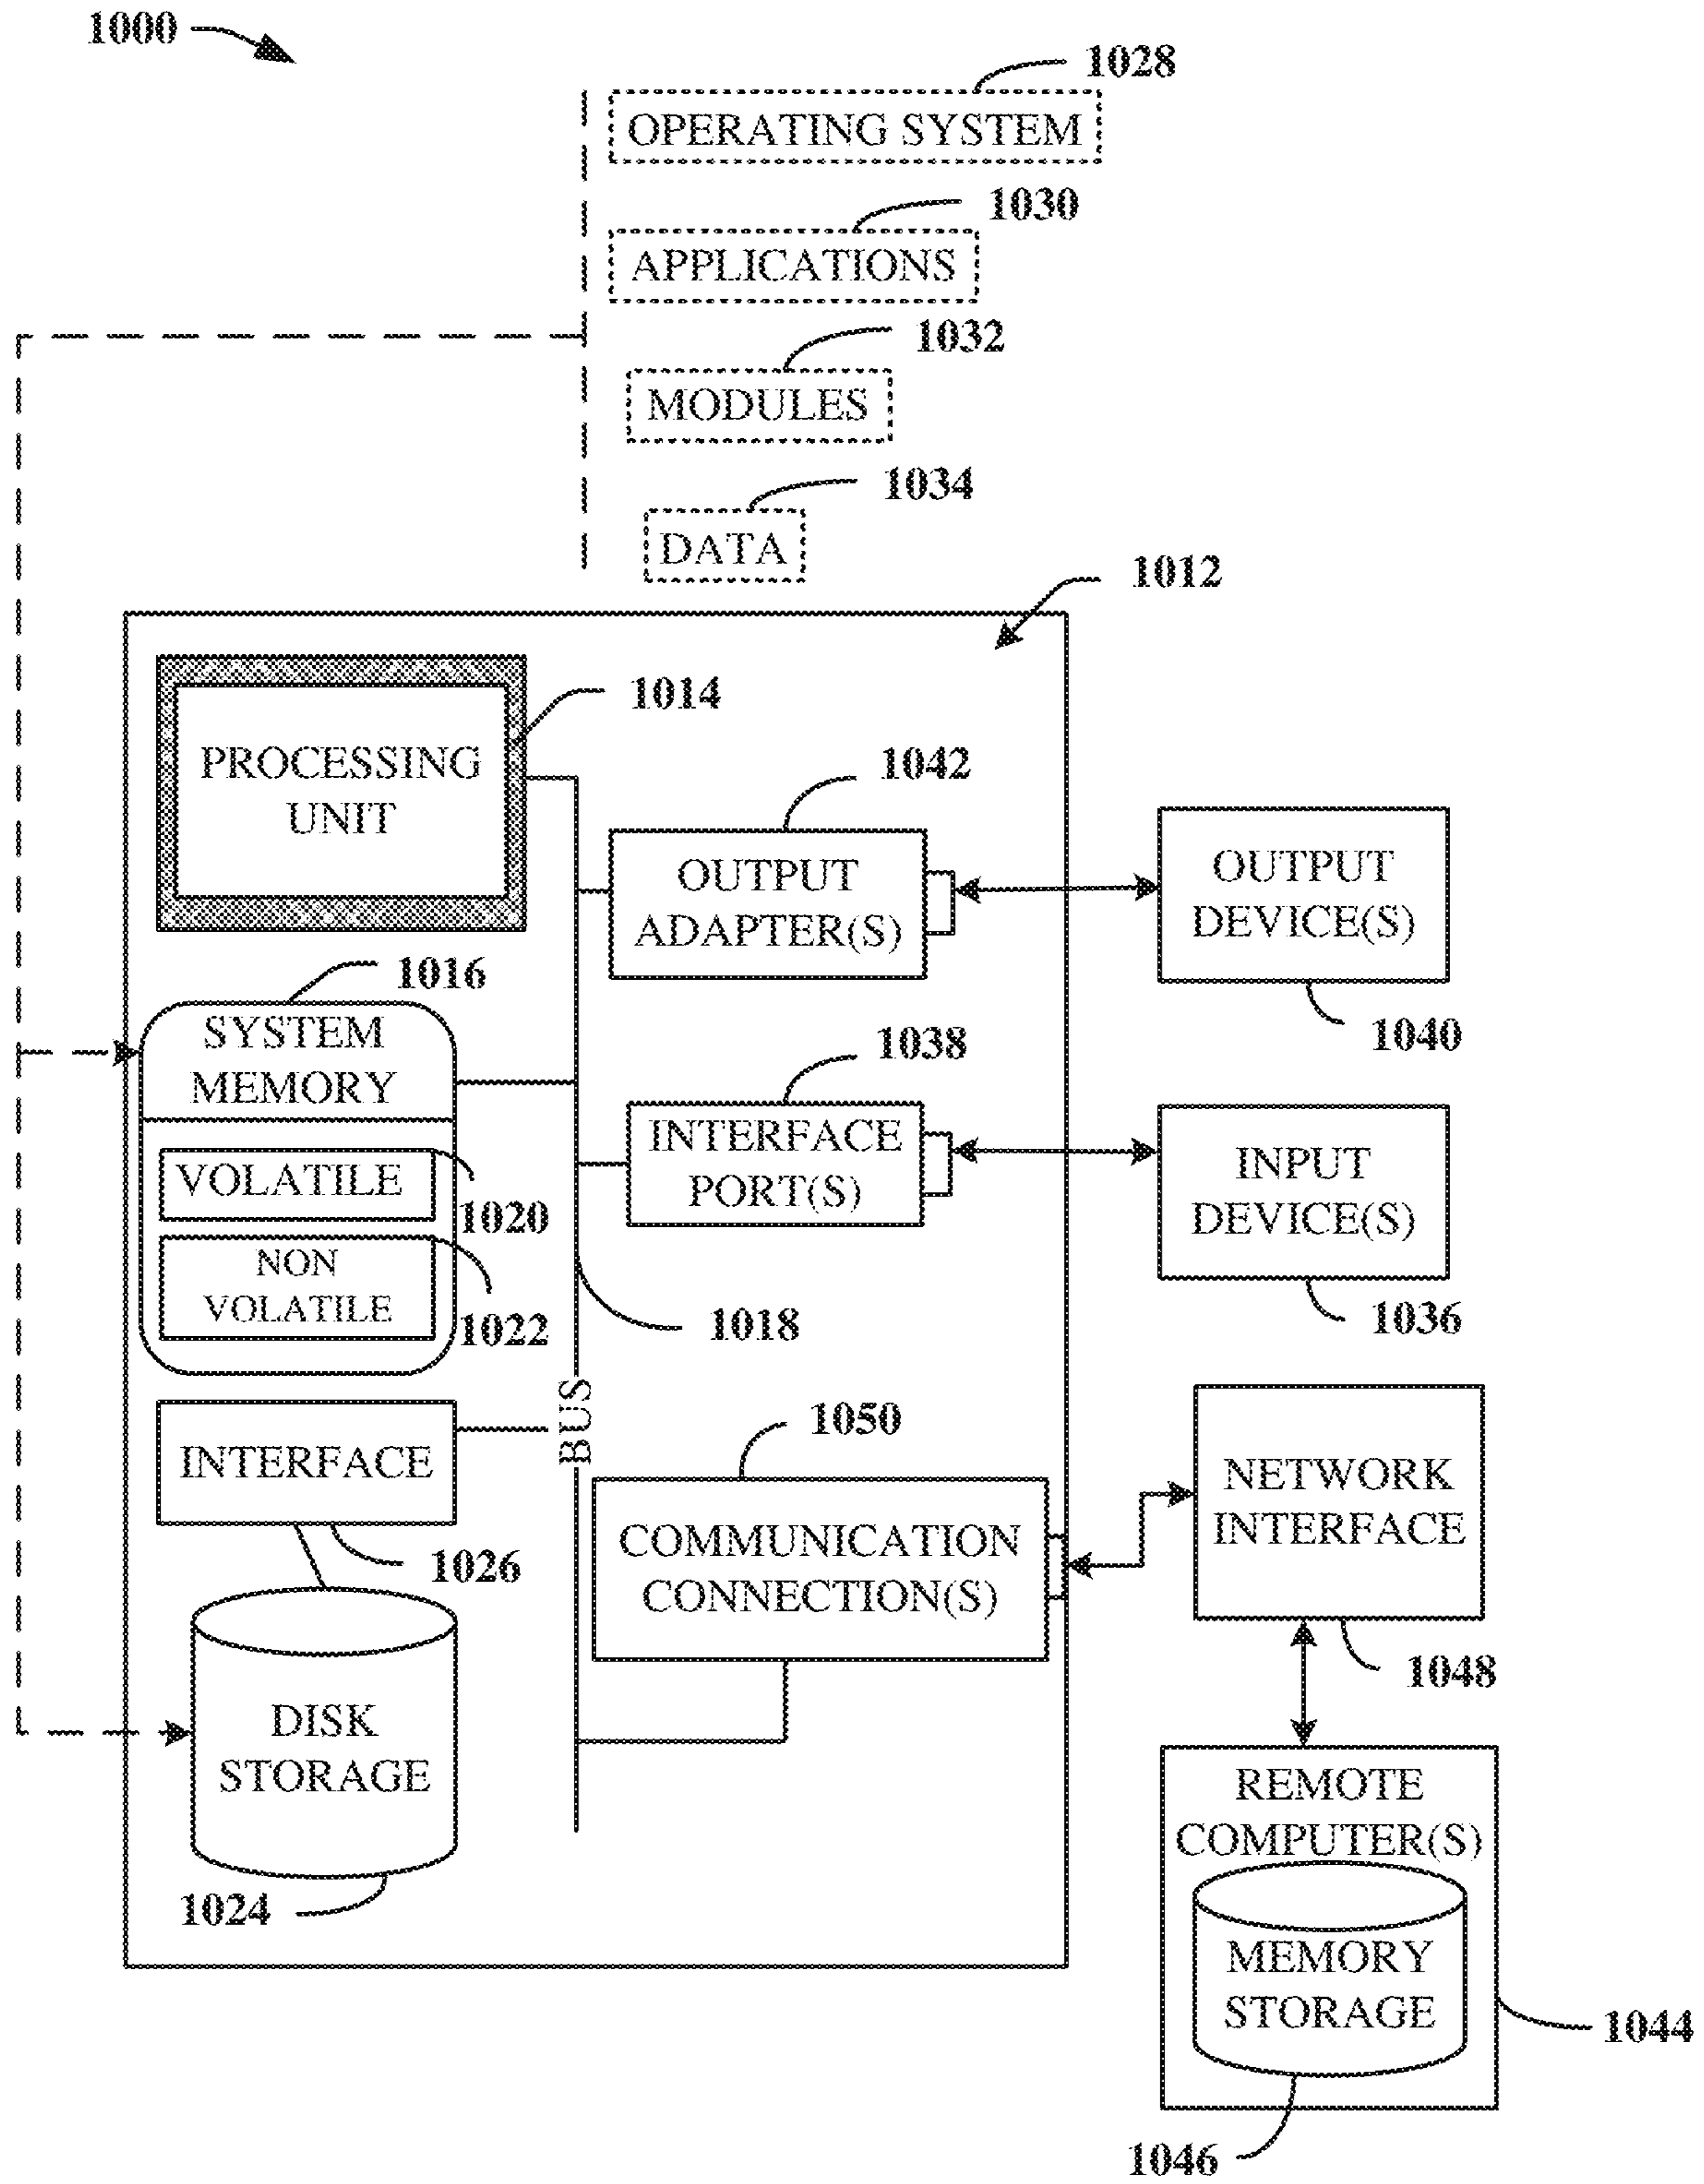 1000
1028
OPERATING SYSTEM
1030
APPLICATIONS
1032
MODULES
1034
DATA
1012
1014
PROCESSING
UNIT
1042
OUTPUT
ADAPTER(S)
OUTPUT
DEVICE(S)
1040
1016
SYSTEM
MEMORY
VOLATILE
1020
NON
VOLATILE
1022
1038
INTERFACE
PORT(S)
INPUT
DEVICE(S)
1036
1018
BUS
INTERFACE
1026
1050
COMMUNICATION
CONNECTION(S)
NETWORK
INTERFACE
1048
DISK
STORAGE
1024
REMOTE
COMPUTER(S)
MEMORY
STORAGE
1044
1046